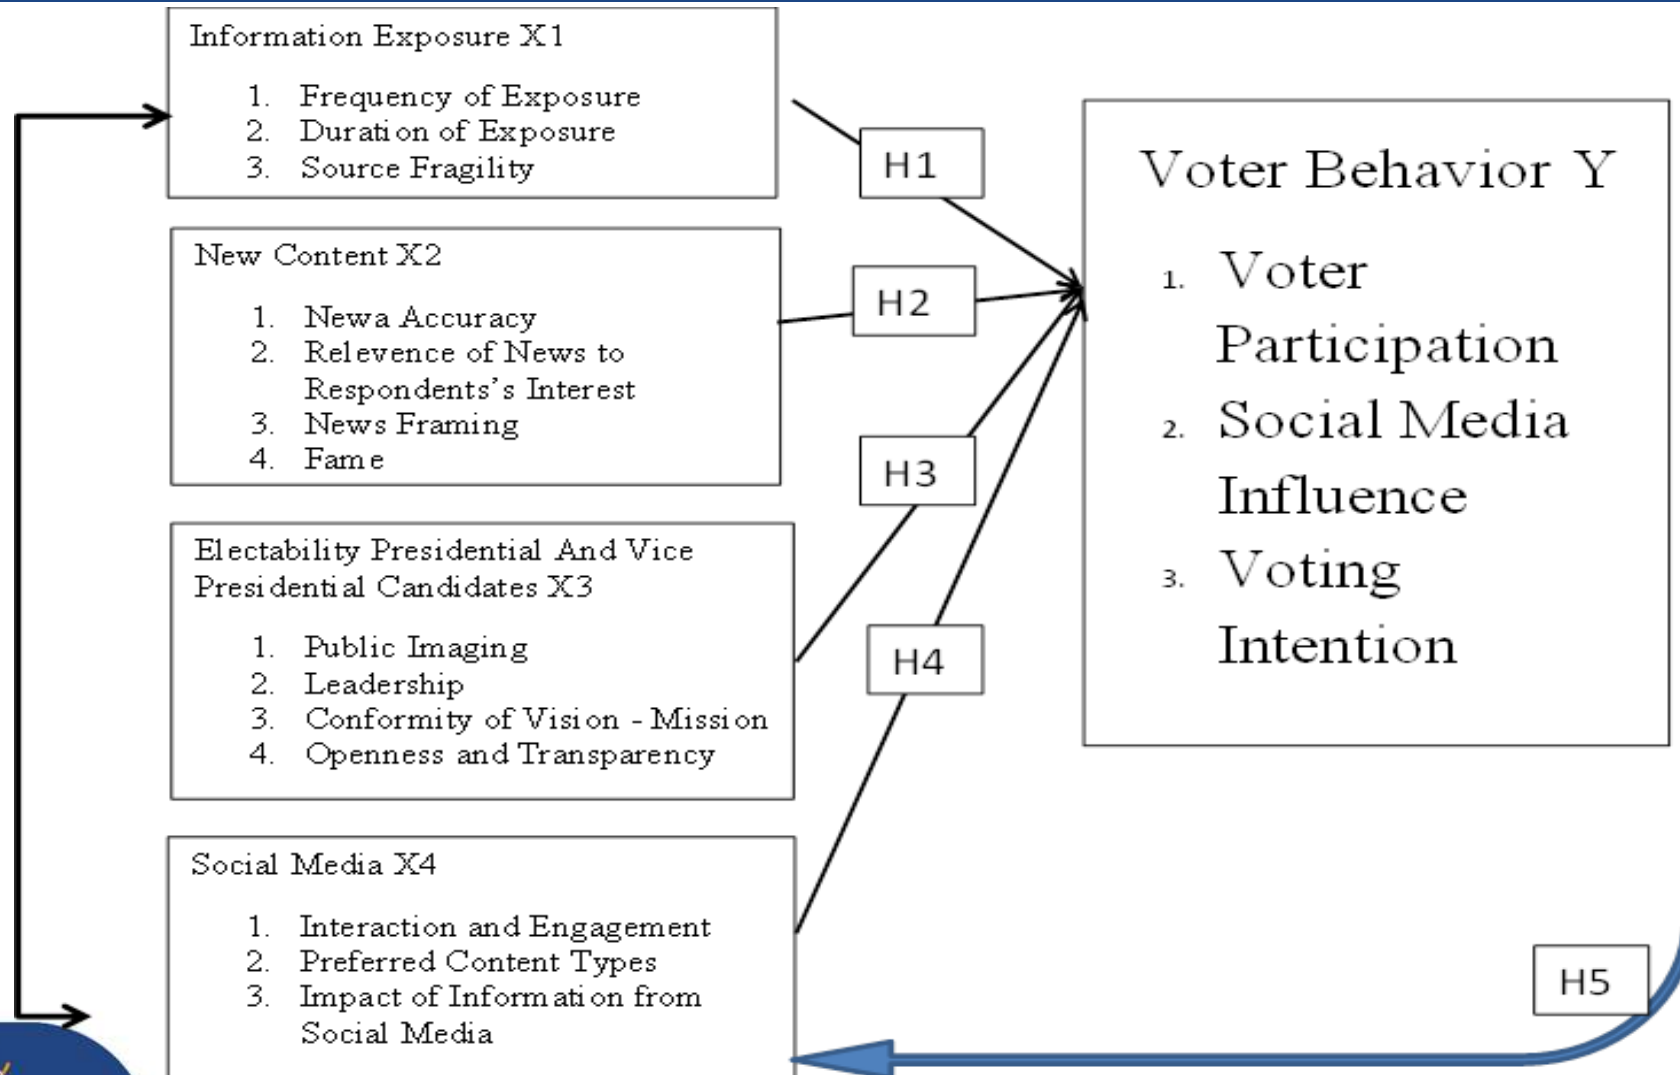 Information Exposure X1
1. Frequency of Exposure
2. Duration of Exposure
3. Source Fragility
New Content X2
1. Newa Accuracy
2. Relevence of News to
Respondents's Interest
3. News Framing
4. Fame
Electability Presidential And Vice
Presidential Candidates X3
1. Public Imaging
2. Leadership
3. Conformity of Vision - Mission
4. Openness and Transparency
Social Media X4
1. Interaction and Engagement
2. Preferred Content Types
3. Impact of Information from
Social Media
H1
H2
H3
H4
Voter Behavior Y
1. Voter
Participation
2. Social Media
Influence
3. Voting
Intention
H5